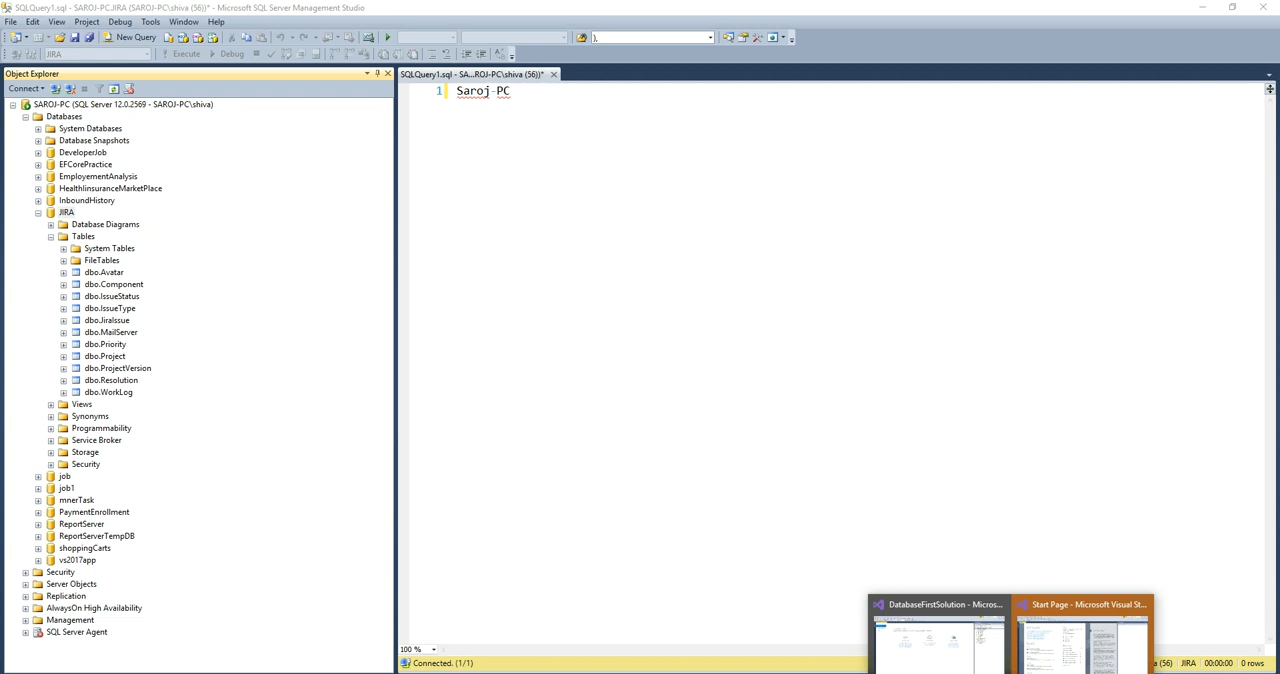 SQLQuery1.sql - SAROJ-PC.JIRA (SAROJ-PC\shiva (56))* - Microsoft SQL Server Management Studio
File Edit View Project Debug Tools Window Help
New Query ),
JIRA Execute Debug
Object Explorer
SQLQuery1.sql - SA...ROJ-PC\shiva (56))*
Connect
1 Saroj-PC
SAROJ-PC (SQL Server 12.0.2569 - SAROJ-PC\shiva)
Databases
System Databases
Database Snapshots
DeveloperJob
EFCorePractice
EmployementAnalysis
HealthIinsuranceMarketPlace
InboundHistory
JIRA
Database Diagrams
Tables
System Tables
FileTables
dbo.Avatar
dbo.Component
dbo.IssueStatus
dbo.IssueType
dbo.JiraIssue
dbo.MailServer
dbo.Priority
dbo.Project
dbo.ProjectVersion
dbo.Resolution
dbo.WorkLog
Views
Synonyms
Programmability
Service Broker
Storage
Security
job
job1
mnerTask
PaymentEnrollment
ReportServer
ReportServerTempDB
shoppingCarts
vs2017app
Security
Server Objects
Replication
AlwaysOn High Availability
Management
SQL Server Agent
DatabaseFirstSolution - Micros...
Start Page - Microsoft Visual St...
100 %
Connected. (1/1)
a (56) JIRA 00:00:00 0 rows